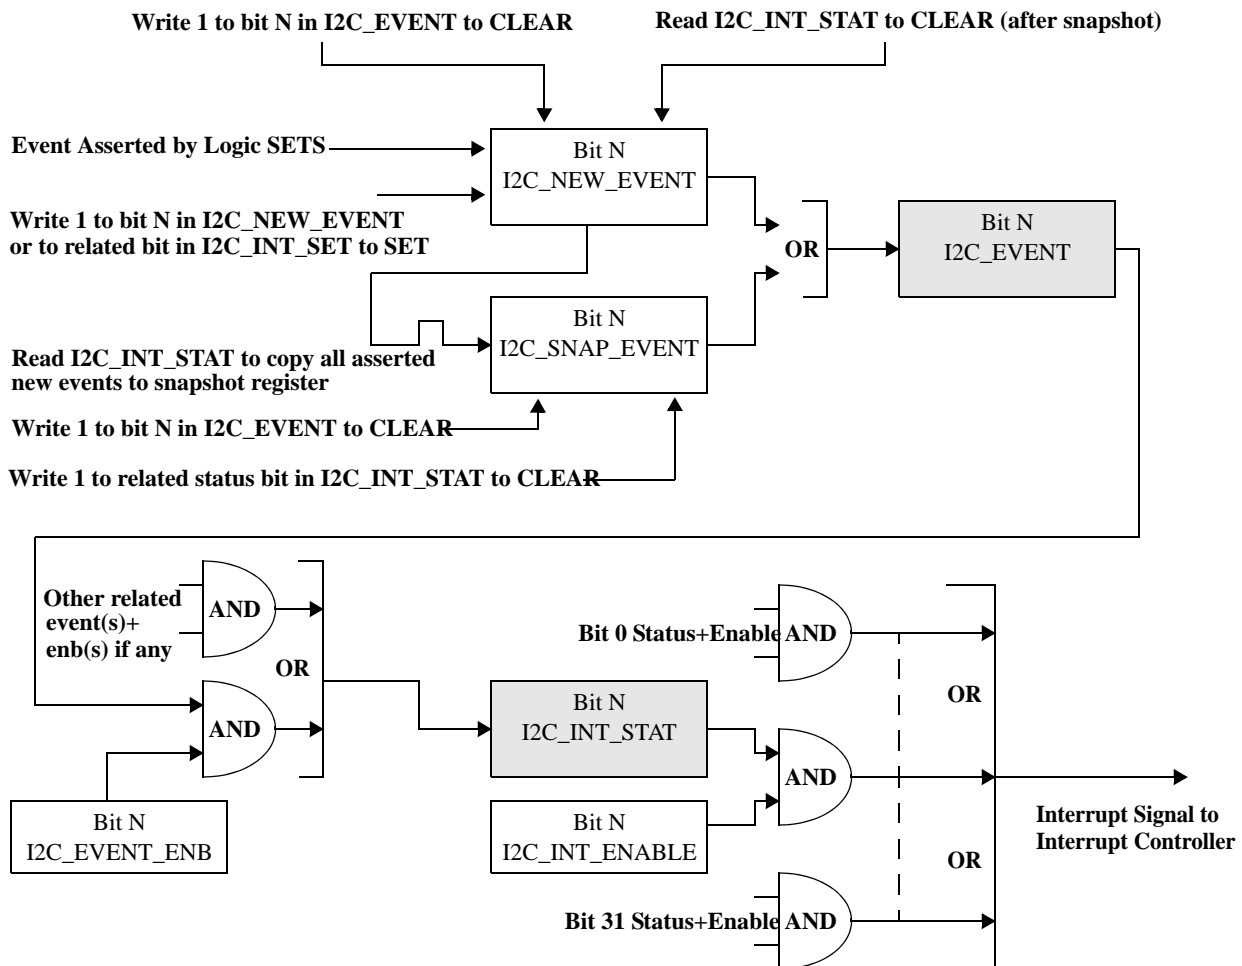 Write 1 to bit N in I2C_EVENT to CLEAR
Read I2C_INT_STAT to CLEAR (after snapshot)
Event Asserted by Logic SETS
Bit N
I2C_NEW_EVENT
Write 1 to bit N in I2C_NEW_EVENT
or to related bit in I2C_INT_SET to SET
OR
Bit N
I2C_EVENT
Bit N
I2C_SNAP_EVENT
Read I2C_INT_STAT to copy all asserted
new events to snapshot register
Write 1 to bit N in I2C_EVENT to CLEAR
Write 1 to related status bit in I2C_INT_STAT to CLEAR
Other related
event(s)+
enb(s) if any
AND
OR
AND
Bit N
I2C_EVENT_ENB
Bit N
I2C_INT_STAT
Bit N
I2C_INT_ENABLE
Bit 0 Status+Enable
AND
OR
AND
OR
Bit 31 Status+Enable
AND
Interrupt Signal to
Interrupt Controller